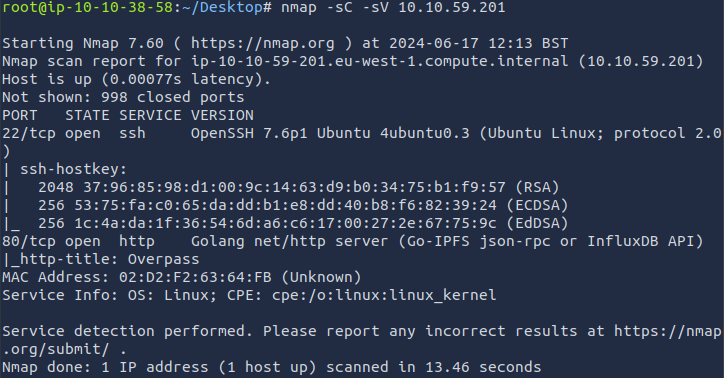 root@ip-10-10-38-58:~/Desktop# nmap -sC -sV 10.10.59.201

Starting Nmap 7.60 ( https://nmap.org ) at 2024-06-17 12:13 BST
Nmap scan report for ip-10-10-59-201.eu-west-1.compute.internal (10.10.59.201)
Host is up (0.00077s latency).
Not shown: 998 closed ports
PORT   STATE SERVICE VERSION
22/tcp open  ssh     OpenSSH 7.6p1 Ubuntu 4ubuntu0.3 (Ubuntu Linux; protocol 2.0
)
| ssh-hostkey:
|   2048 37:96:85:98:d1:00:9c:14:63:d9:b0:34:75:b1:f9:57 (RSA)
|   256 53:75:fa:c0:65:da:dd:b1:e8:dd:40:b8:f6:82:39:24 (ECDSA)
|_  256 1c:4a:da:1f:36:54:6d:a6:c6:17:00:27:2e:67:75:9c (EdDSA)
80/tcp open  http    Golang net/http server (Go-IPFS json-rpc or InfluxDB API)
|_http-title: Overpass
MAC Address: 02:D2:F2:63:64:FB (Unknown)
Service Info: OS: Linux; CPE: cpe:/o:linux:linux_kernel

Service detection performed. Please report any incorrect results at https://nmap
.org/submit/ .
Nmap done: 1 IP address (1 host up) scanned in 13.46 seconds